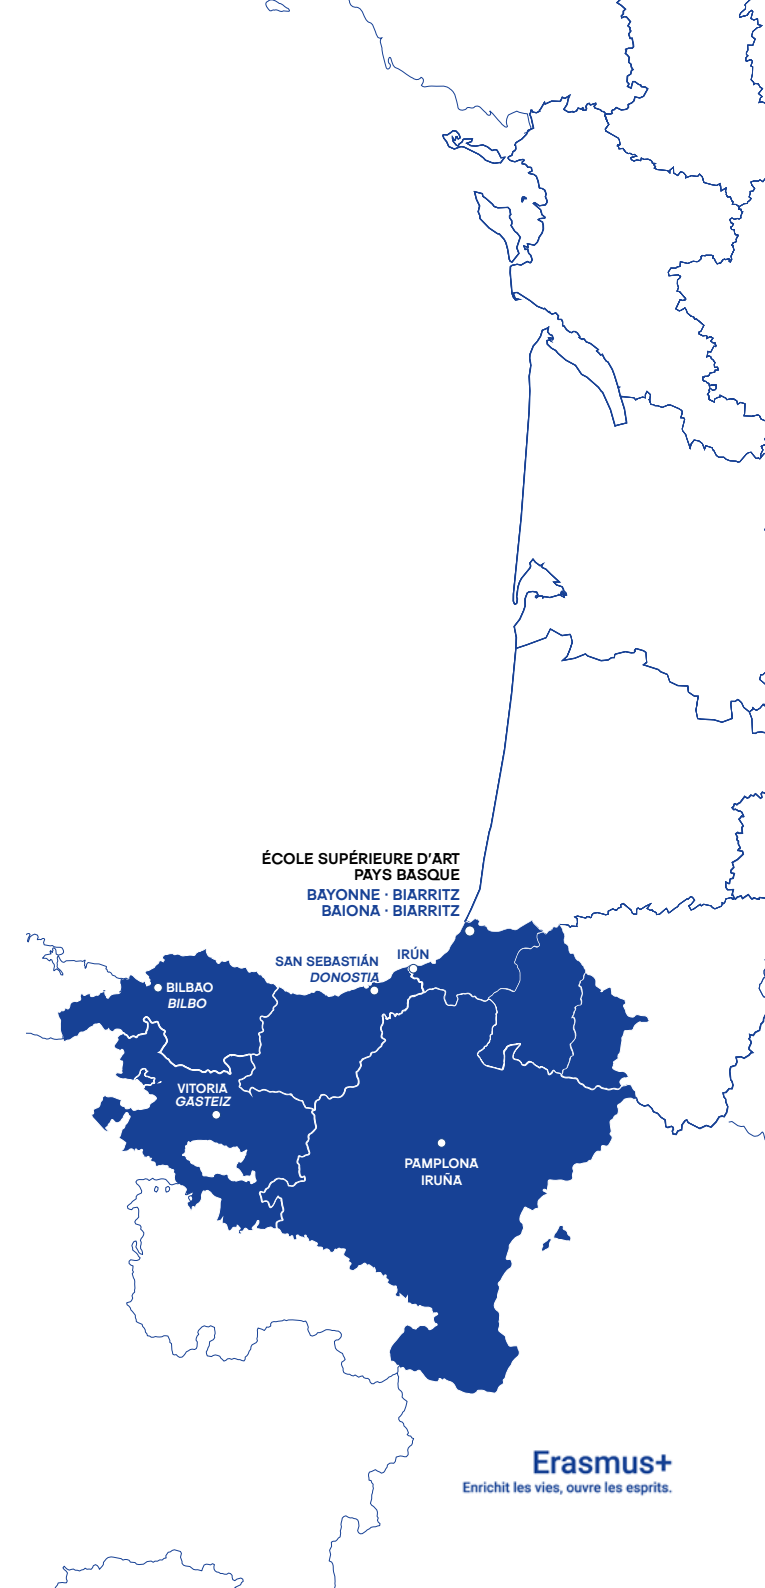 ÉCOLE SUPÉRIEURE D'ART
PAYS BASQUE
BAYONNE · BIARRITZ
BAIONA · BIARRITZ
IRÚN
SAN SEBASTIÁN
DONOSTIA
BILBAO
BILBO
VITORIA
GASTEIZ
PAMPLONA
IRUÑA
Erasmus+
Enrichit les vies, ouvre les esprits.